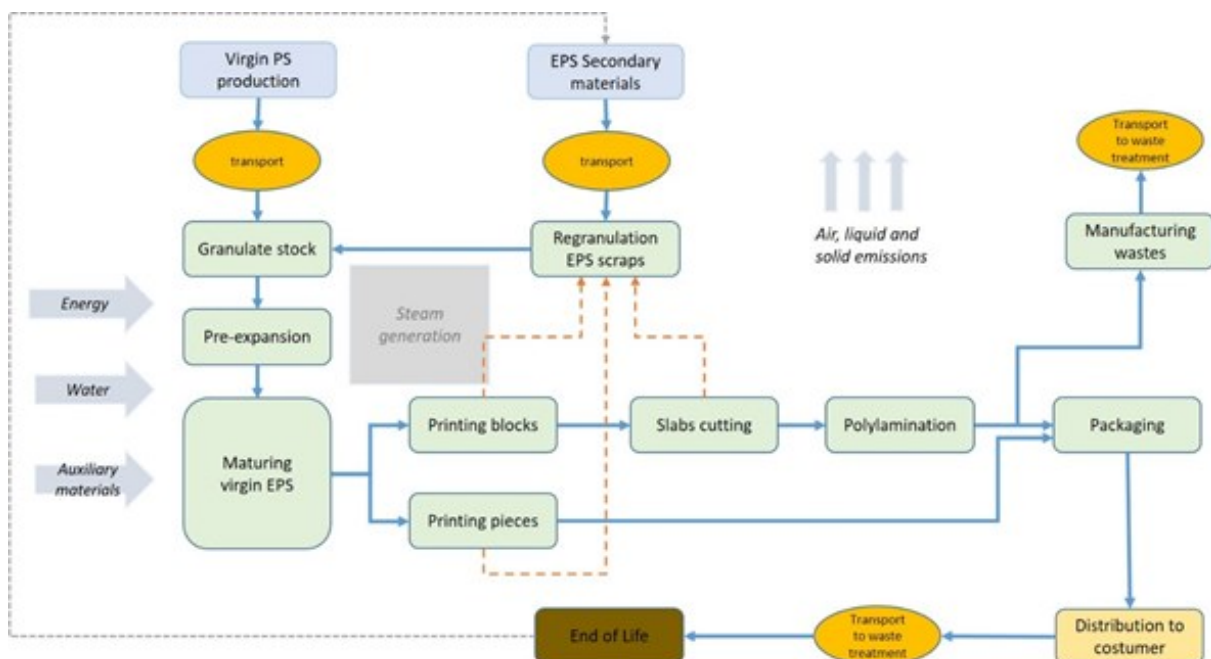 Virgin PS
production
EPS Secondary
materials
Transport
to waste
treatment
transport
transport
Granulate stock
Regranulation
EPS scraps
Air, liquid and
solid emissions
Manufacturing
wastes
Energy
Steam
generation
Pre-expansion
Water
Printing blocks
Slabs cutting
Polylamination
Packaging
Auxiliary
materials
Maturing
virgin EPS
Printing pieces
End of Life
Transport
to waste
treatment
Distribution to
costumer